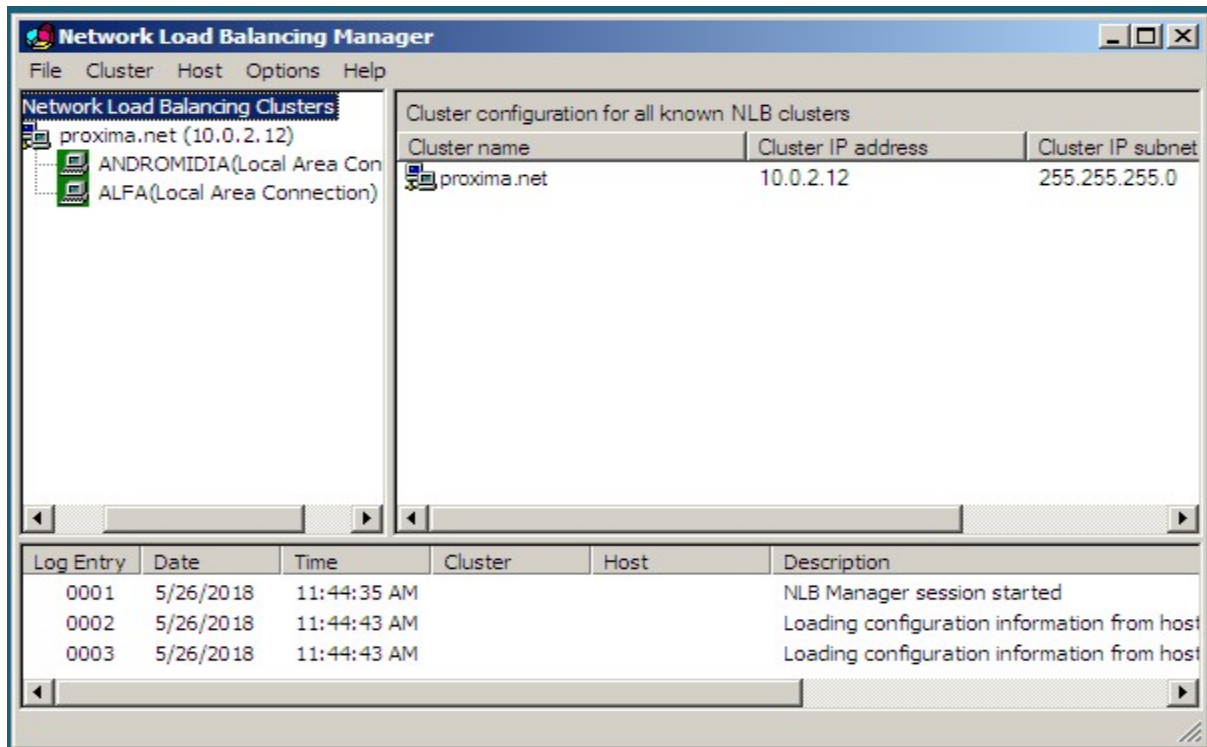 Network Load Balancing Manager
File Cluster Host Options Help
Network Load Balancing Clusters
proxima.net (10.0.2.12)
ANDROMIDIA(Local Area Con
ALFA(Local Area Connection)
Cluster configuration for all known NLB clusters
Cluster name Cluster IP address Cluster IP subnet
proxima.net 10.0.2.12 255.255.255.0
Log Entry Date Time Cluster Host Description
0001 5/26/2018 11:44:35 AM NLB Manager session started
0002 5/26/2018 11:44:43 AM Loading configuration information from host
0003 5/26/2018 11:44:43 AM Loading configuration information from host